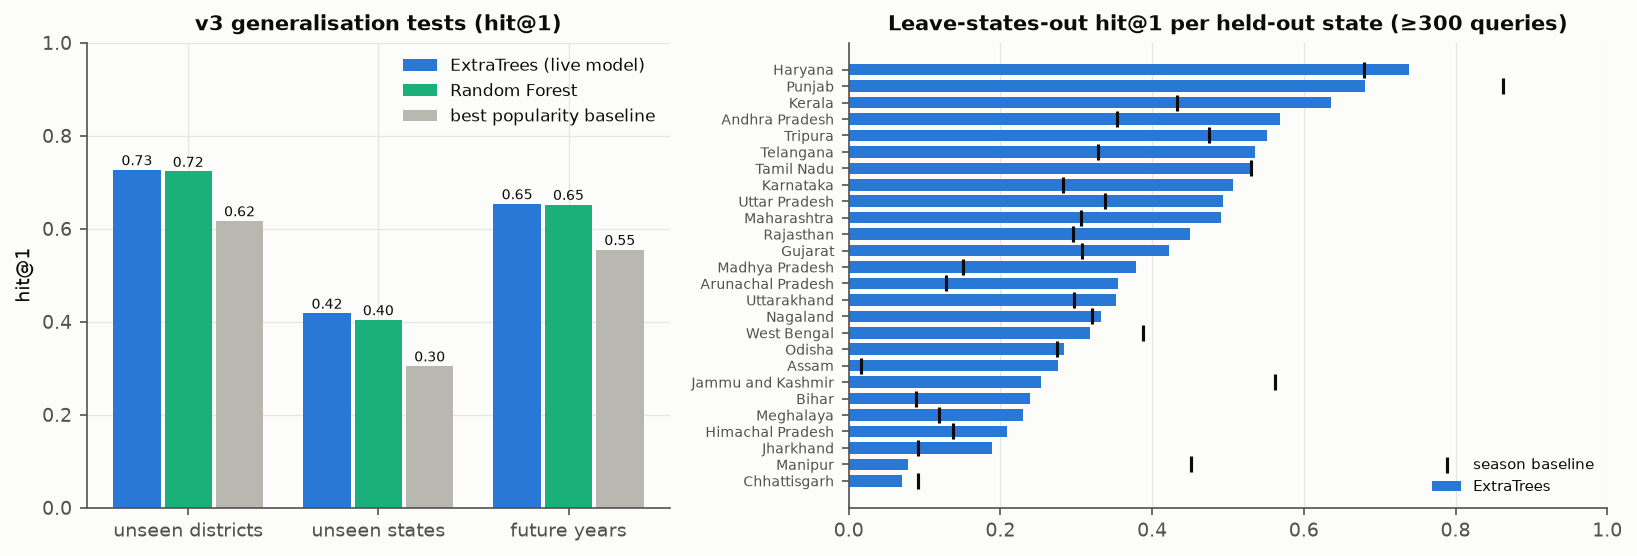 v3 generalisation tests (hit@1)
hit@1
1.0
0.8
0.6
0.4
0.2
0.0
ExtraTrees (live model)
Random Forest
best popularity baseline
0.73
0.72
0.62
0.42
0.40
0.30
0.65
0.65
0.55
unseen districts
unseen states
future years
Leave-states-out hit@1 per held-out state (≥300 queries)
Haryana
Punjab
Kerala
Andhra Pradesh
Tripura
Telangana
Tamil Nadu
Karnataka
Uttar Pradesh
Maharashtra
Rajasthan
Gujarat
Madhya Pradesh
Arunachal Pradesh
Uttarakhand
Nagaland
West Bengal
Odisha
Assam
Jammu and Kashmir
Bihar
Meghalaya
Himachal Pradesh
Jharkhand
Manipur
Chhattisgarh
season baseline
ExtraTrees
0.0
0.2
0.4
0.6
0.8
1.0